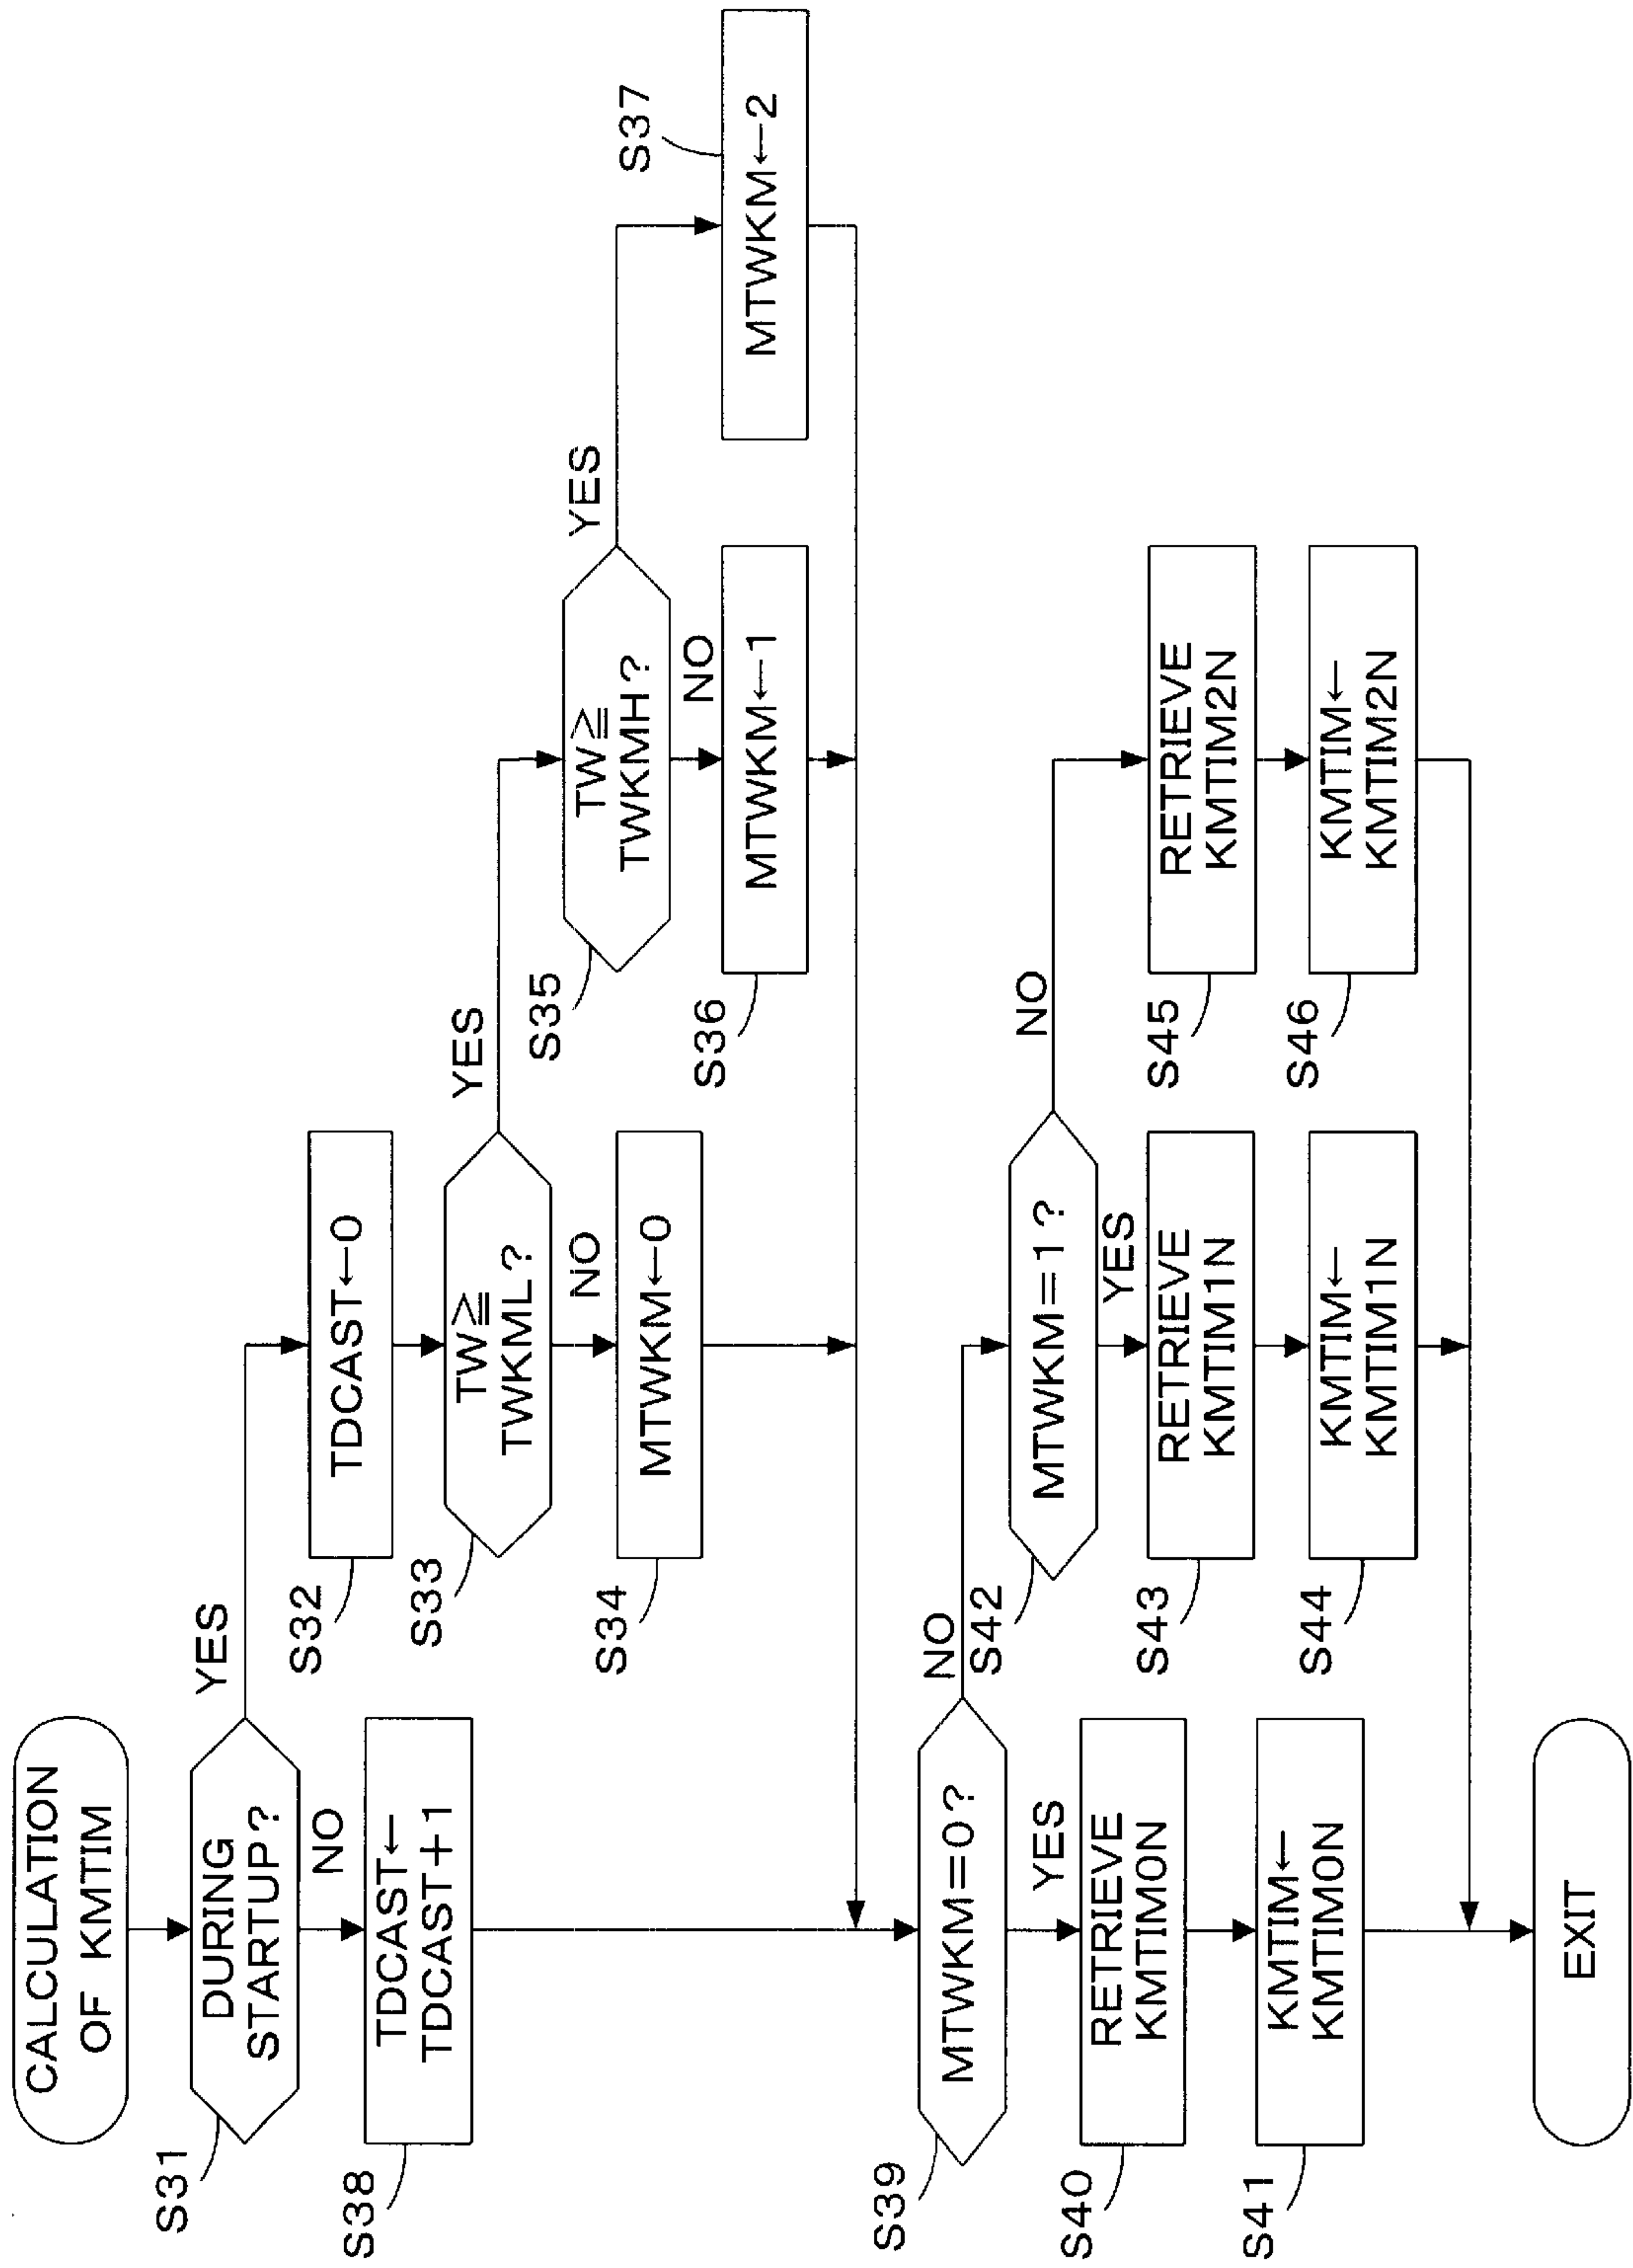 CALCULATION
OF KMTIM
S31
DURING
STARTUP?
YES
NO
S38
TDCAST←
TDCAST+1
S32
TDCAST←0
S33
TW≧
TWKML?
YES
NO
S34
MTWKM←0
S35
TW≧
TWKMH?
YES
NO
S36
MTWKM←1
S37
MTWKM←2
S39
MTWKM=0?
NO
YES
S40
RETRIEVE
KMTIM0N
S41
KMTIM←
KMTIM0N
S42
MTWKM=1?
NO
YES
S43
RETRIEVE
KMTIM1N
S44
KMTIM←
KMTIM1N
S45
RETRIEVE
KMTIM2N
S46
KMTIM←
KMTIM2N
EXIT